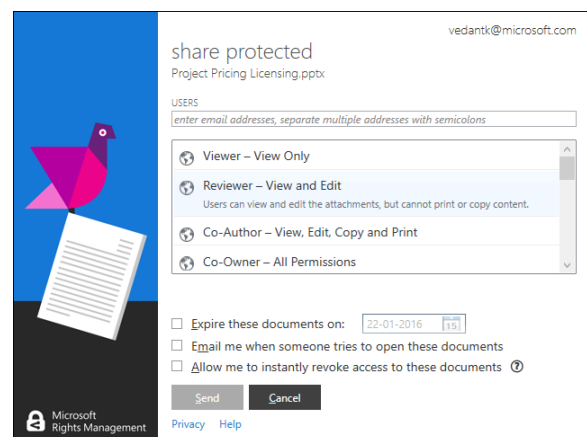 vedantk@microsoft.com
share protected
Project Pricing Licensing.pptx
USERS
enter email addresses, separate multiple addresses with semicolons
Viewer – View Only
Reviewer – View and Edit
Users can view and edit the attachments, but cannot print or copy content.
Co-Author – View, Edit, Copy and Print
Co-Owner – All Permissions
Expire these documents on: 22-01-2016 15
Email me when someone tries to open these documents
Allow me to instantly revoke access to these documents ?
Send Cancel
Privacy Help
Microsoft
Rights Management